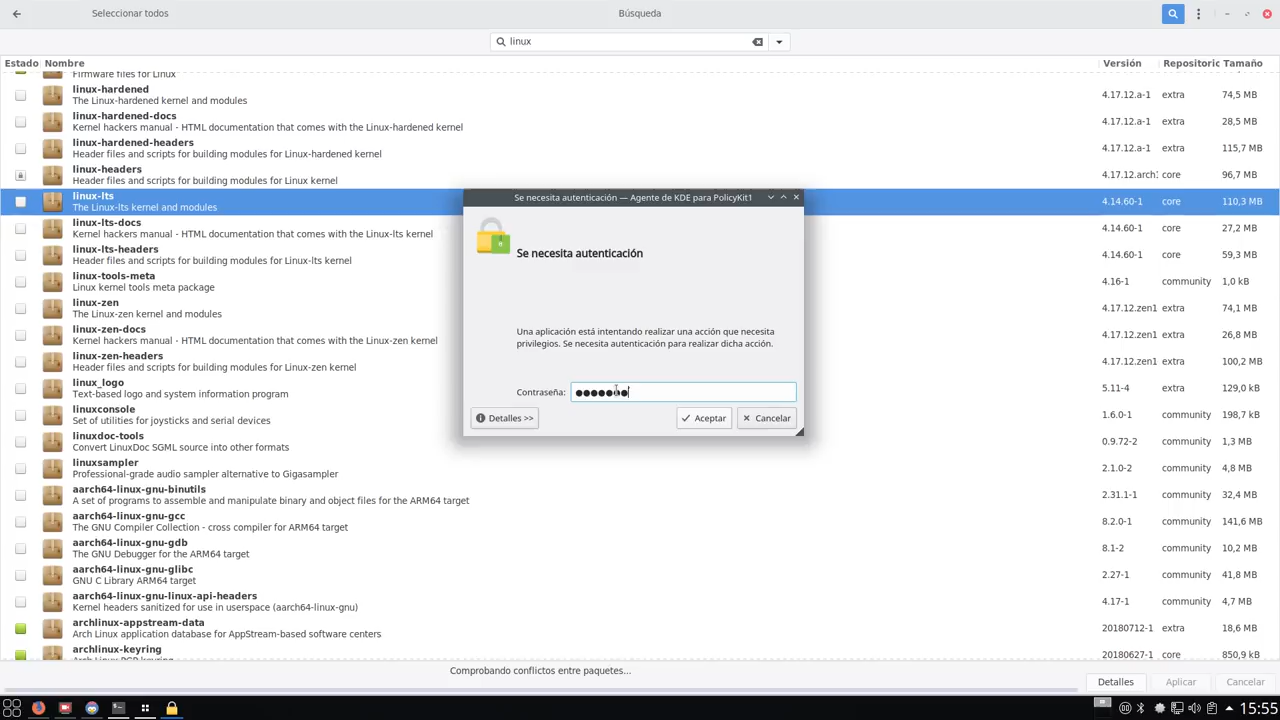 Seleccionar todos
Búsqueda
linux
Estado Nombre Versión Repositoric Tamaño
Firmware files for Linux
linux-hardened
The Linux-hardened kernel and modules
4.17.12.a-1 extra 74,5 MB
linux-hardened-docs
Kernel hackers manual - HTML documentation that comes with the Linux-hardened kernel
4.17.12.a-1 extra 28,5 MB
linux-hardened-headers
Header files and scripts for building modules for Linux-hardened kernel
4.17.12.a-1 extra 115,7 MB
linux-headers
Header files and scripts for building modules for Linux kernel
4.17.12.arch1 core 96,7 MB
linux-lts
The Linux-lts kernel and modules
4.14.60-1 core 110,3 MB
linux-lts-docs
Kernel hackers manual - HTML documentation that comes with the Linux-lts kernel
4.14.60-1 core 27,2 MB
linux-lts-headers
Header files and scripts for building modules for Linux-lts kernel
4.14.60-1 core 59,3 MB
linux-tools-meta
Linux kernel tools meta package
4.16-1 community 1,0 kB
linux-zen
The Linux-zen kernel and modules
4.17.12.zen1 extra 74,1 MB
linux-zen-docs
Kernel hackers manual - HTML documentation that comes with the Linux-zen kernel
4.17.12.zen1 extra 26,8 MB
linux-zen-headers
Header files and scripts for building modules for Linux-zen kernel
4.17.12.zen1 extra 100,2 MB
linux_logo
Text-based logo and system information program
5.11-4 extra 129,0 kB
linuxconsole
Set of utilities for joysticks and serial devices
1.6.0-1 community 198,7 kB
linuxdoc-tools
Convert LinuxDoc SGML source into other formats
0.9.72-2 community 1,3 MB
linuxsampler
Professional-grade audio sampler alternative to Gigasampler
2.1.0-2 community 4,8 MB
aarch64-linux-gnu-binutils
A set of programs to assemble and manipulate binary and object files for the ARM64 target
2.31.1-1 community 32,4 MB
aarch64-linux-gnu-gcc
The GNU Compiler Collection - cross compiler for ARM64 target
8.2.0-1 community 141,6 MB
aarch64-linux-gnu-gdb
The GNU Debugger for the ARM64 target
8.1-2 community 10,2 MB
aarch64-linux-gnu-glibc
GNU C Library ARM64 target
2.27-1 community 41,8 MB
aarch64-linux-gnu-linux-api-headers
Kernel headers sanitized for use in userspace (aarch64-linux-gnu)
4.17-1 community 4,7 MB
archlinux-appstream-data
Arch Linux application database for AppStream-based software centers
20180712-1 extra 18,6 MB
archlinux-keyring
Arch Linux PGP keyring
20180627-1 core 850,9 kB
Se necesita autenticación — Agente de KDE para PolicyKit1
Se necesita autenticación
Una aplicación está intentando realizar una acción que necesita
privilegios. Se necesita autenticación para realizar dicha acción.
Contraseña:
Detalles >> Aceptar Cancelar
Comprobando conflictos entre paquetes...
Detalles Aplicar Cancelar
15:55